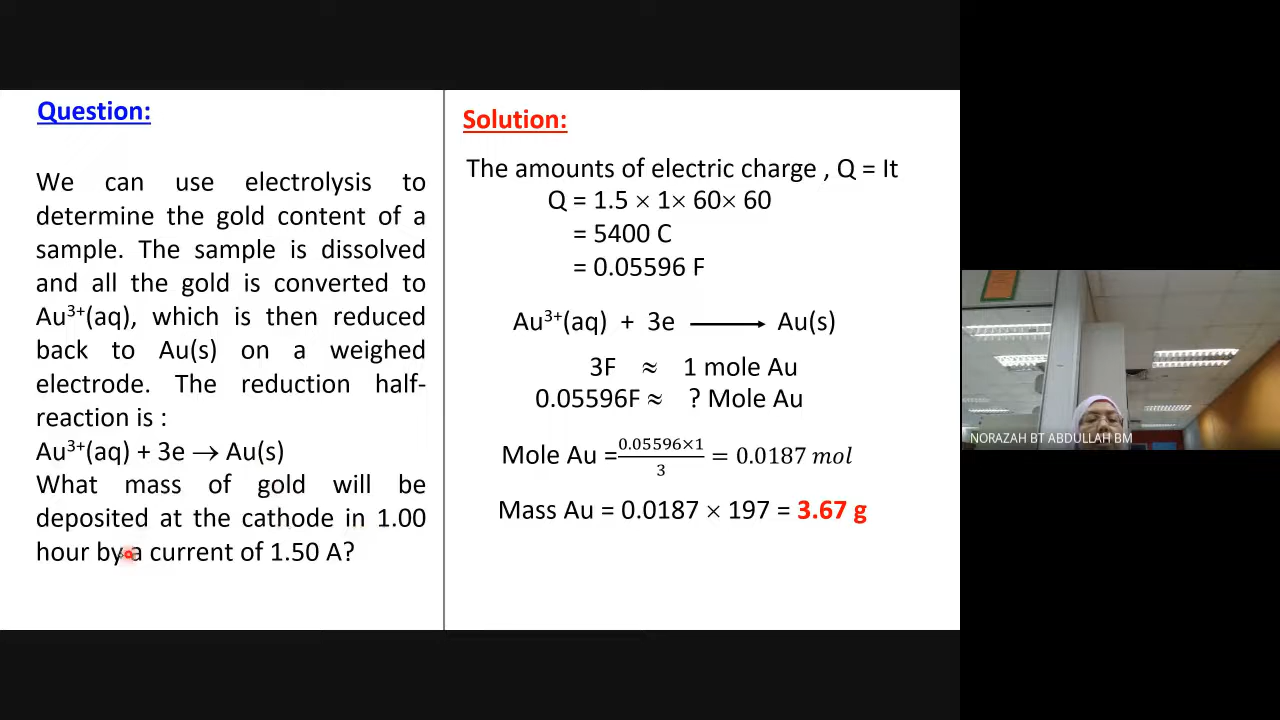 Question:
We can use electrolysis to
determine the gold content of a
sample. The sample is dissolved
and all the gold is converted to
Au³⁺(aq), which is then reduced
back to Au(s) on a weighed
electrode. The reduction half-
reaction is :
Au³⁺(aq) + 3e → Au(s)
What mass of gold will be
deposited at the cathode in 1.00
hour by a current of 1.50 A?
Solution:
The amounts of electric charge , Q = It
Q = 1.5 × 1× 60× 60
= 5400 C
= 0.05596 F
Au³⁺(aq) + 3e ⟶ Au(s)
3F ≈ 1 mole Au
0.05596F ≈ ? Mole Au
Mole Au = 0.05596×1 / 3 = 0.0187 mol
Mass Au = 0.0187 × 197 = 3.67 g
NORAZAH BT ABDULLAH BM